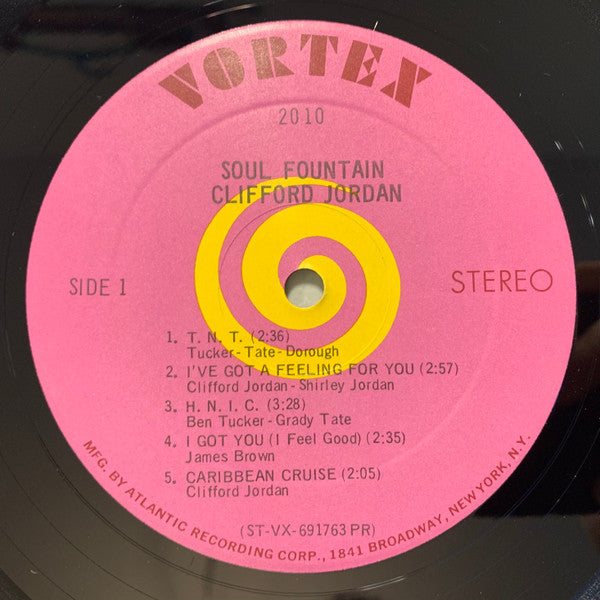 VORTEX
2010
SOUL FOUNTAIN
CLIFFORD JORDAN
SIDE 1
STEREO
1. T. N. T. (2:36)
Tucker-Tate-Dorough
2. I'VE GOT A FEELING FOR YOU (2:57)
Clifford Jordan-Shirley Jordan
3. H. N. I. C. (3:28)
Ben Tucker-Grady Tate
4. I GOT YOU (I Feel Good) (2:35)
James Brown
5. CARIBBEAN CRUISE (2:05)
Clifford Jordan
(ST-VX-691763 PR)
MFG. BY ATLANTIC RECORDING CORP., 1841 BROADWAY, NEW YORK, N.Y.